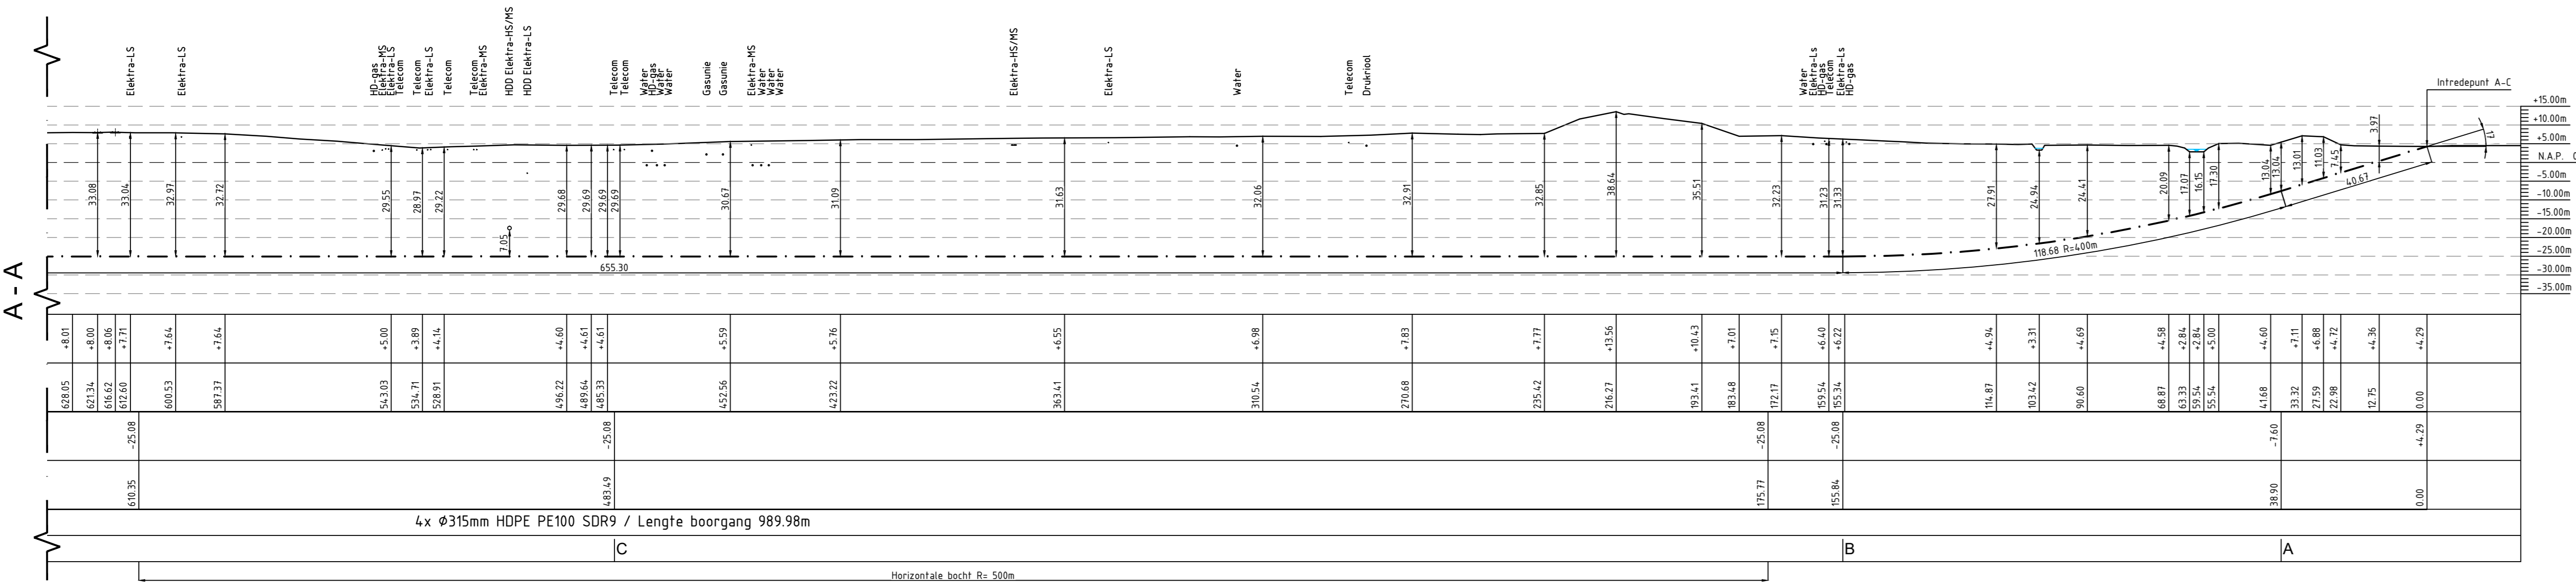 Elektra-LS
Elektra-LS
HD-gas
Elektra-MS
Elektra-LS
Telecom
Telecom
Elektra-LS
Telecom
Telecom
Elektra-MS
HDD Elektra-HS/MS
HDD Elektra-LS
Telecom
Telecom
Water
HD-gas
Water
Water
Gasunie
Gasunie
Elektra-MS
Water
Water
Water
Elektra-HS/MS
Elektra-LS
Water
Telecom
Drukriool
Water
Elektra-Ls
HD-gas
Telecom
Elektra-Ls
HD-gas
Intredepunt A-C
+15.00m
+10.00m
+5.00m
N.A.P.
-5.00m
-10.00m
-15.00m
-20.00m
-25.00m
-30.00m
-35.00m
A - A
33.08
33.04
32.97
32.72
29.55
28.97
29.22
7.05
29.68
29.69
29.69
29.69
30.67
31.09
31.63
32.06
32.91
32.85
38.64
35.51
32.23
31.23
31.33
27.91
24.94
24.41
20.09
17.07
16.15
17.30
13.04
13.04
13.01
11.03
7.45
3.97
17
655.30
118.68 R=400m
40.67
+8.01
+8.00
+8.06
+7.71
+7.64
+7.64
+5.00
+3.89
+4.14
+4.60
+4.61
+4.61
+5.59
+5.76
+6.55
+6.98
+7.83
+7.77
+13.56
+10.43
+7.01
+7.15
+6.40
+6.22
+4.94
+3.31
+4.69
+4.58
+2.84
+2.84
+5.00
+4.60
+7.11
+6.88
+4.72
+4.36
+4.29
628.05
621.34
616.62
612.60
600.53
587.37
543.03
534.71
528.91
496.22
489.64
485.33
452.56
423.22
363.41
310.54
270.68
235.42
216.27
193.41
183.48
172.17
159.54
155.34
114.87
103.42
90.60
68.87
63.33
59.54
55.54
41.68
33.32
27.59
22.98
12.75
0.00
-25.08
-25.08
-25.08
-25.08
-7.60
+4.29
610.35
483.49
175.77
155.84
38.90
0.00
4x Ø315mm HDPE PE100 SDR9 / Lengte boorgang 989.98m
C
B
A
Horizontale bocht R= 500m